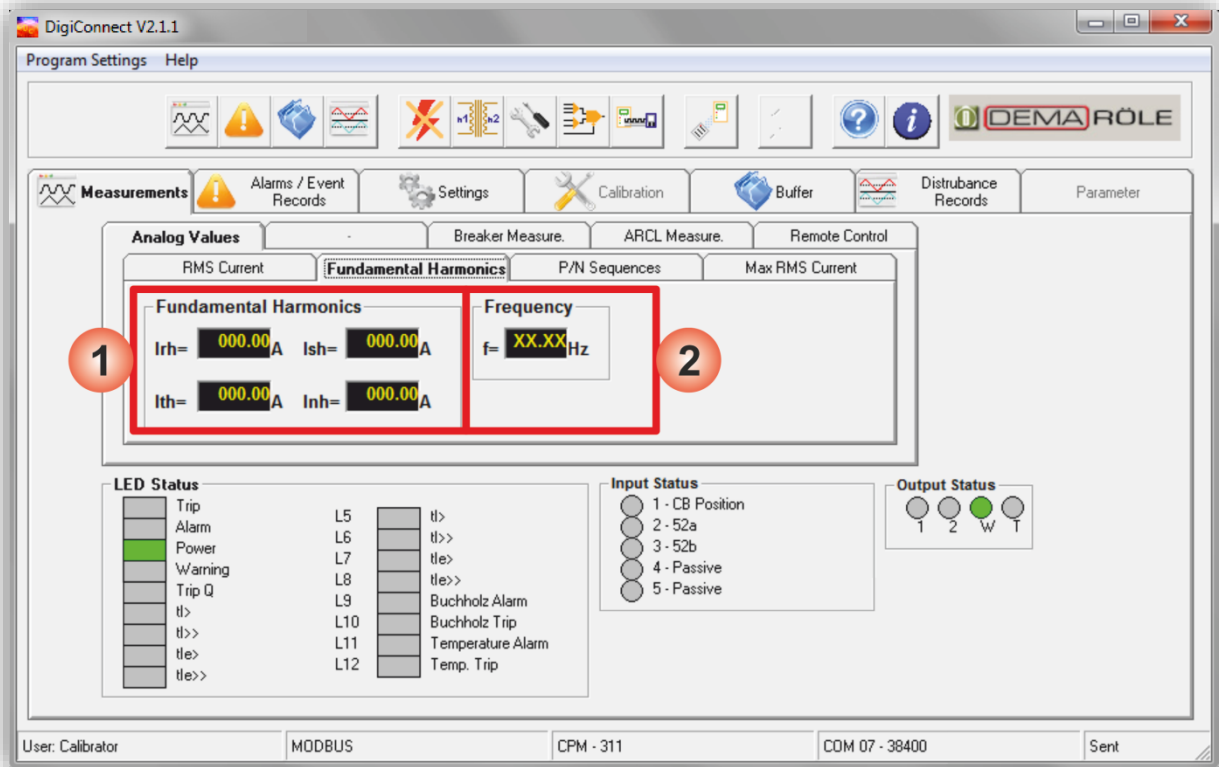 DigiConnect V2.1.1
Program Settings Help
n1 n2
DEMA RÖLE
Measurements
Alarms / Event
Records
Settings
Calibration
Buffer
Distrubance
Records
Parameter
Analog Values
-
Breaker Measure.
ARCL Measure.
Remote Control
RMS Current
Fundamental Harmonics
P/N Sequences
Max RMS Current
1
Fundamental Harmonics
Irh= 000.00 A Ish= 000.00 A
Ith= 000.00 A Inh= 000.00 A
Frequency
f= XX.XX Hz
2
LED Status
Trip
Alarm
Power
Warning
Trip Q
tI>
tI>>
tIe>
tIe>>
L5 tI>
L6 tI>>
L7 tIe>
L8 tIe>>
L9 Buchholz Alarm
L10 Buchholz Trip
L11 Temperature Alarm
L12 Temp. Trip
Input Status
1 - CB Position
2 - 52a
3 - 52b
4 - Passive
5 - Passive
Output Status
1 2 W T
User: Calibrator MODBUS CPM - 311 COM 07 - 38400 Sent